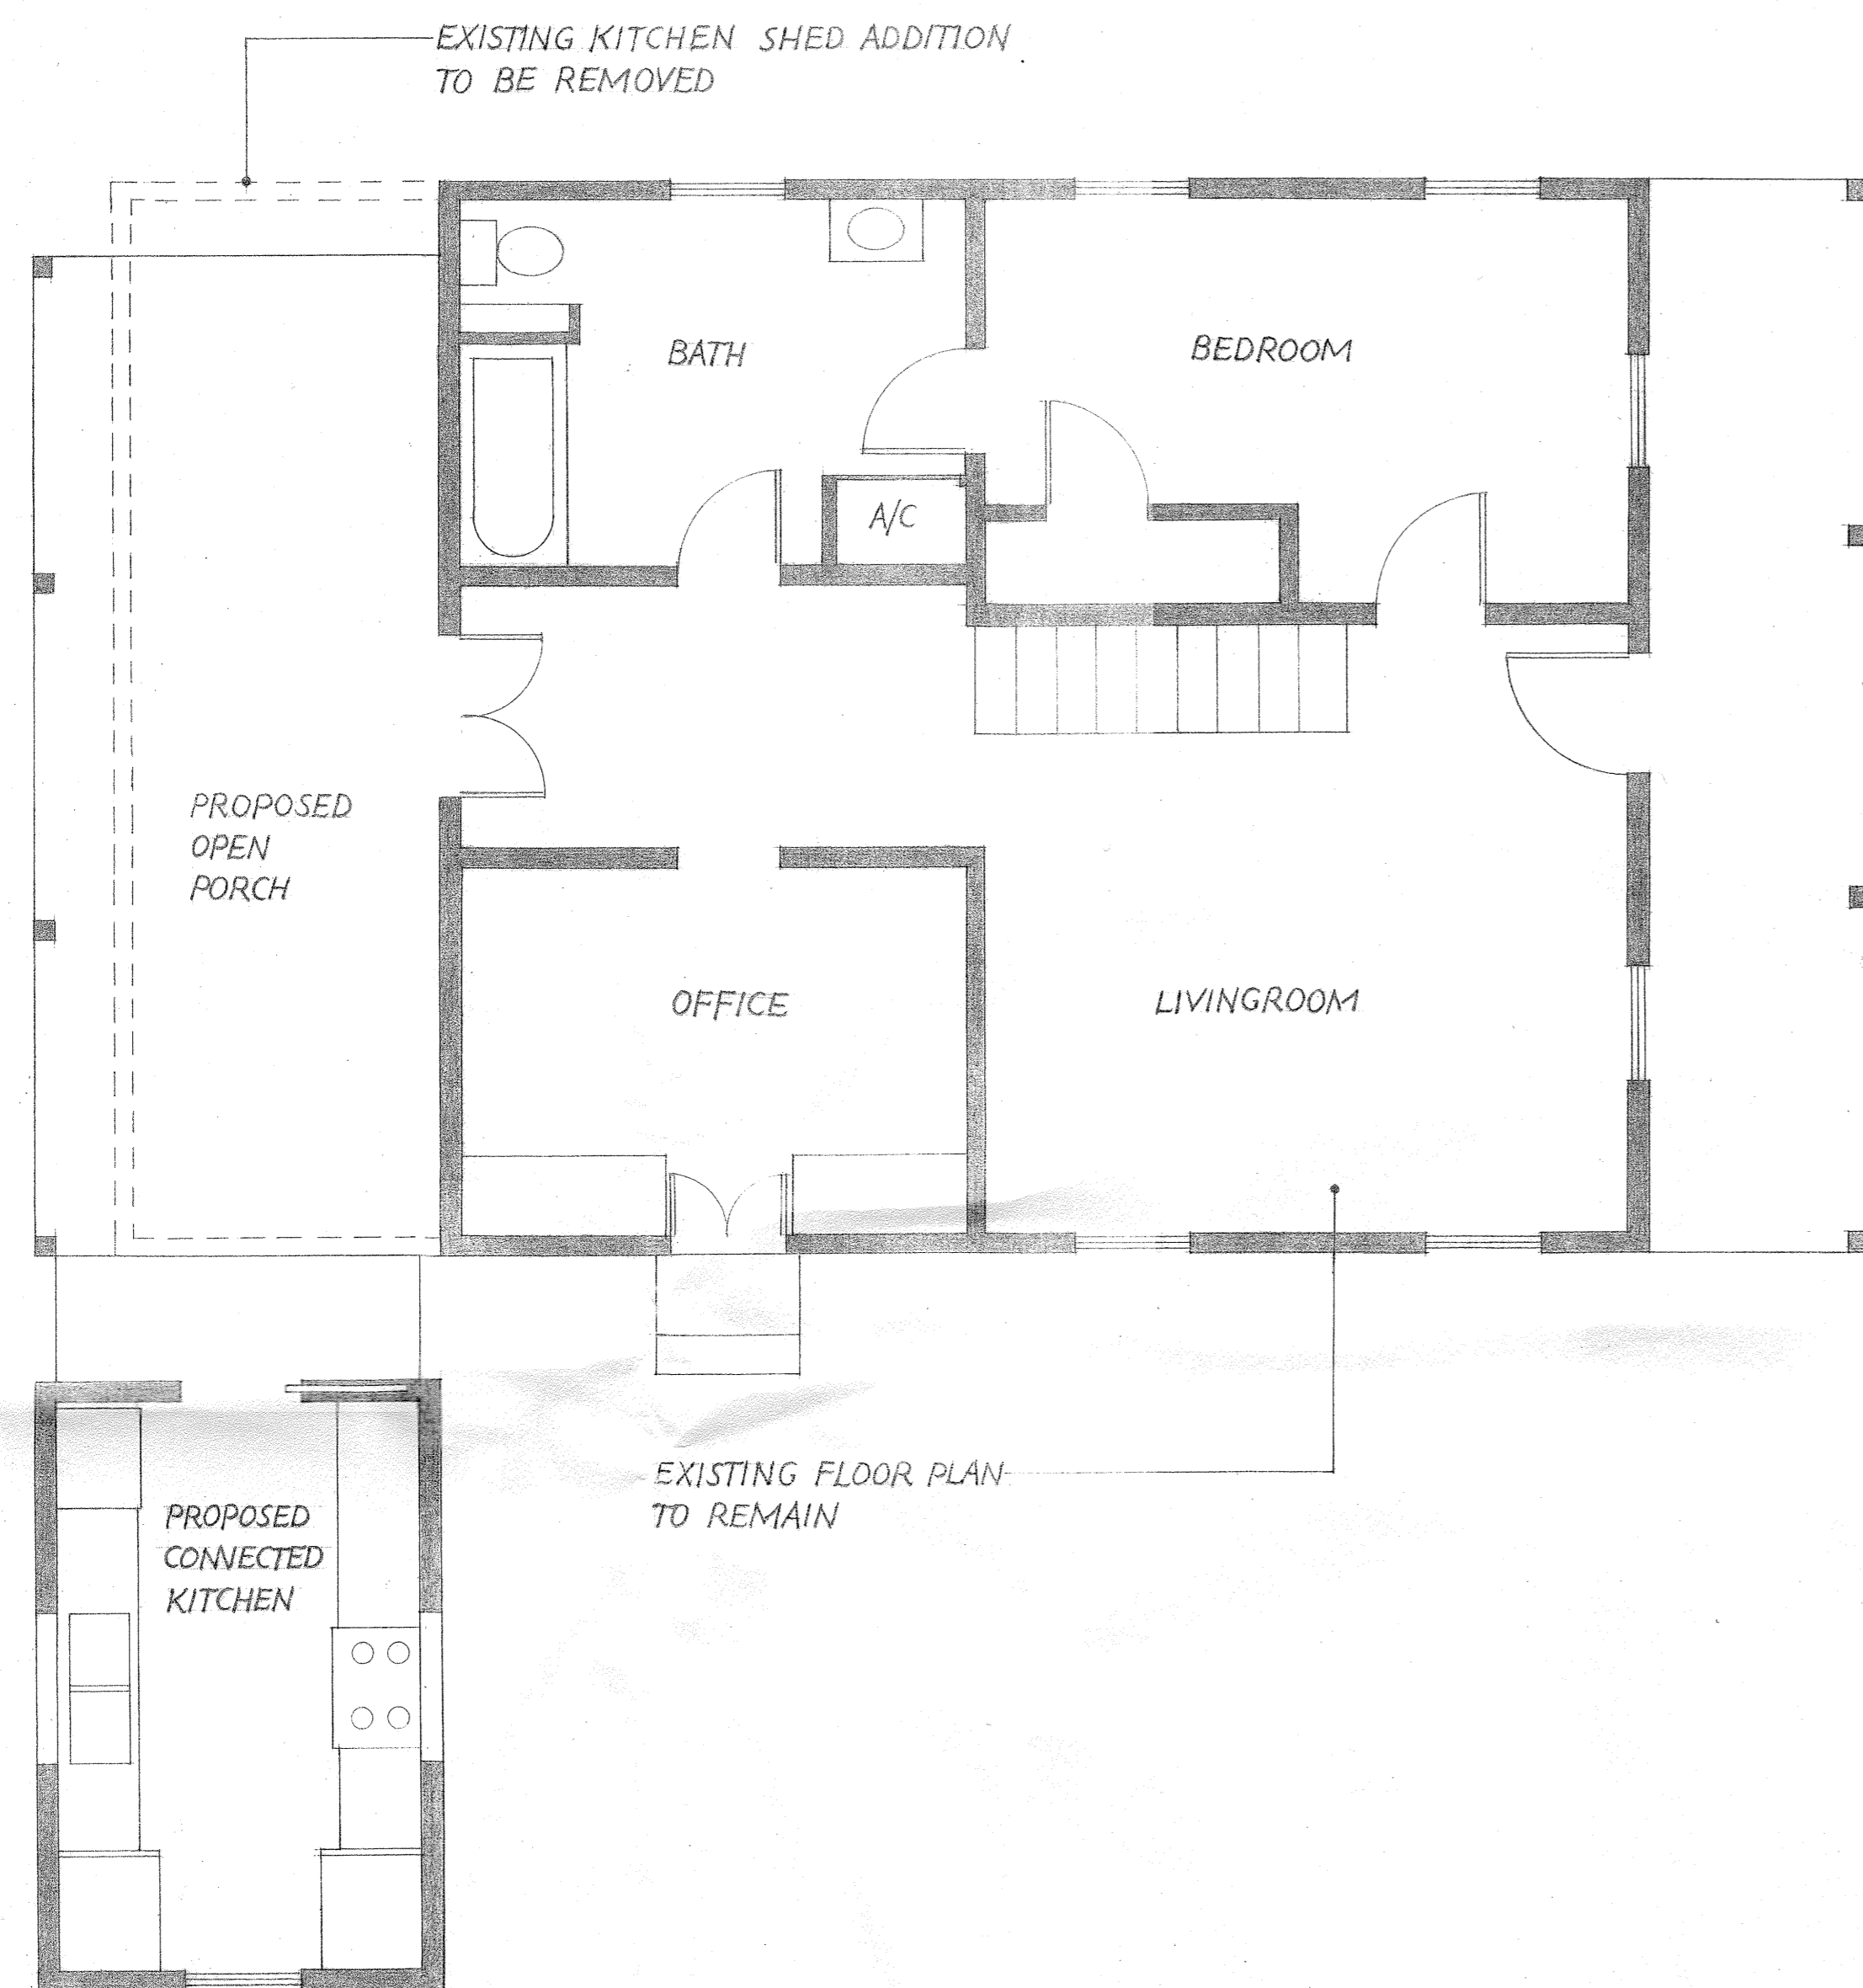 EXISTING KITCHEN SHED ADDITION
TO BE REMOVED
BATH
BEDROOM
A/C
PROPOSED
OPEN
PORCH
OFFICE
LIVINGROOM
EXISTING FLOOR PLAN
TO REMAIN
PROPOSED
CONNECTED
KITCHEN